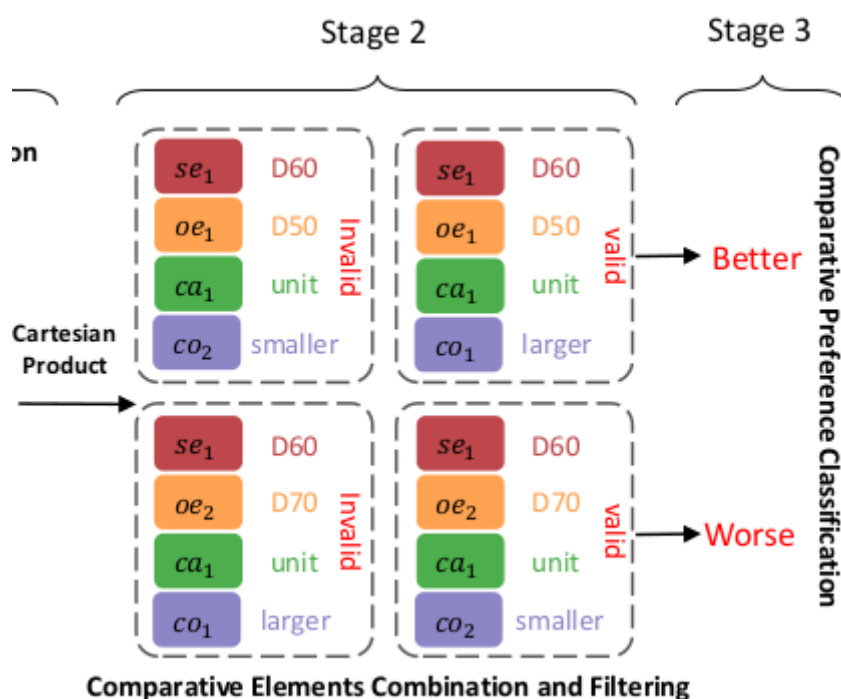 Stage 2
Stage 3
on
se₁ D60
oe₁ D50
ca₁ unit
co₂ smaller
Invalid
se₁ D60
oe₁ D50
ca₁ unit
co₁ larger
valid
Better
Cartesian
Product
se₁ D60
oe₂ D70
ca₁ unit
co₁ larger
Invalid
se₁ D60
oe₂ D70
ca₁ unit
co₂ smaller
valid
Worse
Comparative Preference Classification
Comparative Elements Combination and Filtering